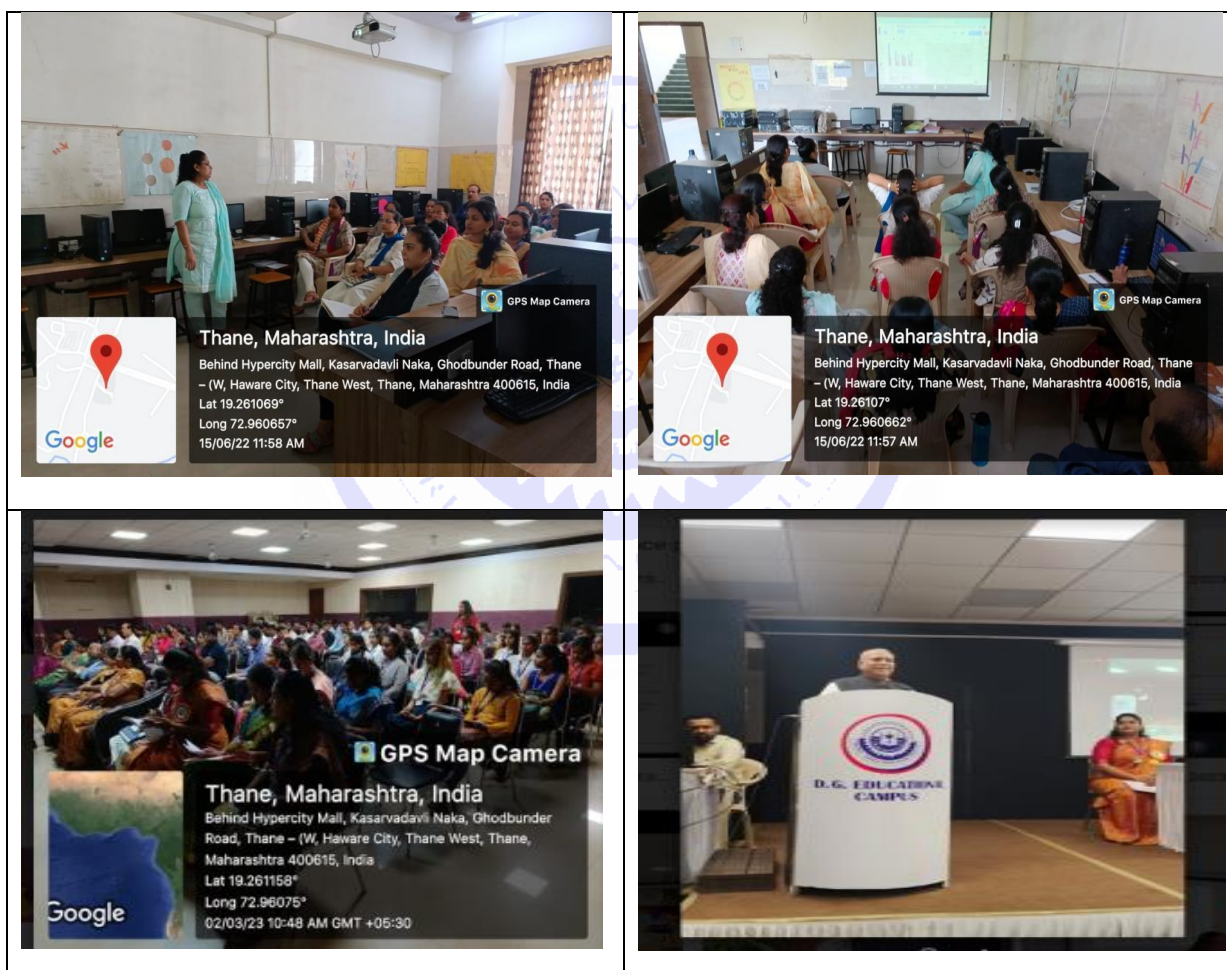 GPS Map Camera
Thane, Maharashtra, India
Behind Hypercity Mall, Kasarvadavli Naka, Ghodbunder Road, Thane
– (W, Haware City, Thane West, Thane, Maharashtra 400615, India
Lat 19.261069°
Long 72.960657°
15/06/22 11:58 AM
Google
GPS Map Camera
Thane, Maharashtra, India
Behind Hypercity Mall, Kasarvadavli Naka, Ghodbunder Road, Thane
– (W, Haware City, Thane West, Thane, Maharashtra 400615, India
Lat 19.26107°
Long 72.960662°
15/06/22 11:57 AM
Google
GPS Map Camera
Thane, Maharashtra, India
Behind Hypercity Mall, Kasarvadavli Naka, Ghodbunder
Road, Thane – (W, Haware City, Thane West, Thane,
Maharashtra 400615, India
Lat 19.261158°
Long 72.96075°
02/03/23 10:48 AM GMT +05:30
Google
D. G. EDUCATIONS
CAMPUS